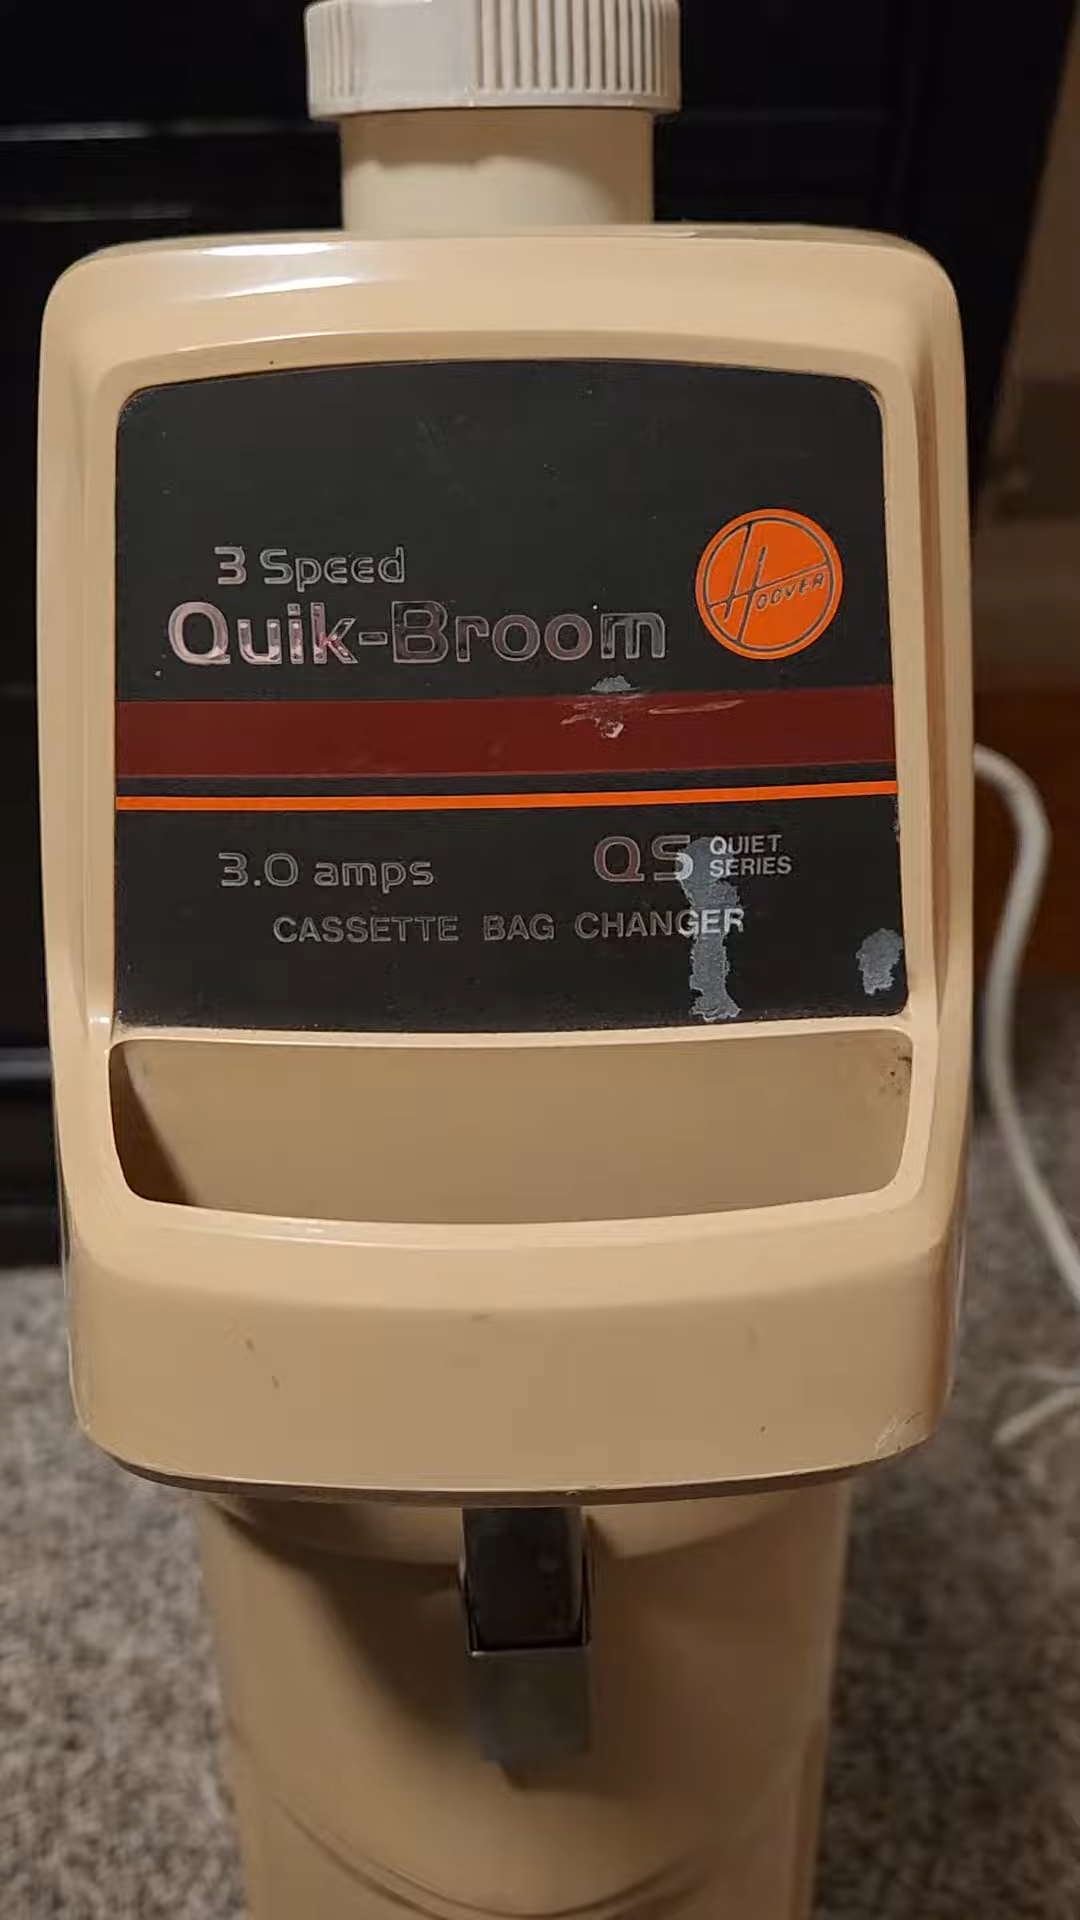 3 Speed
Quik-Broom
HOOVER
3.0 amps
QS QUIET
SERIES
CASSETTE BAG CHANGER